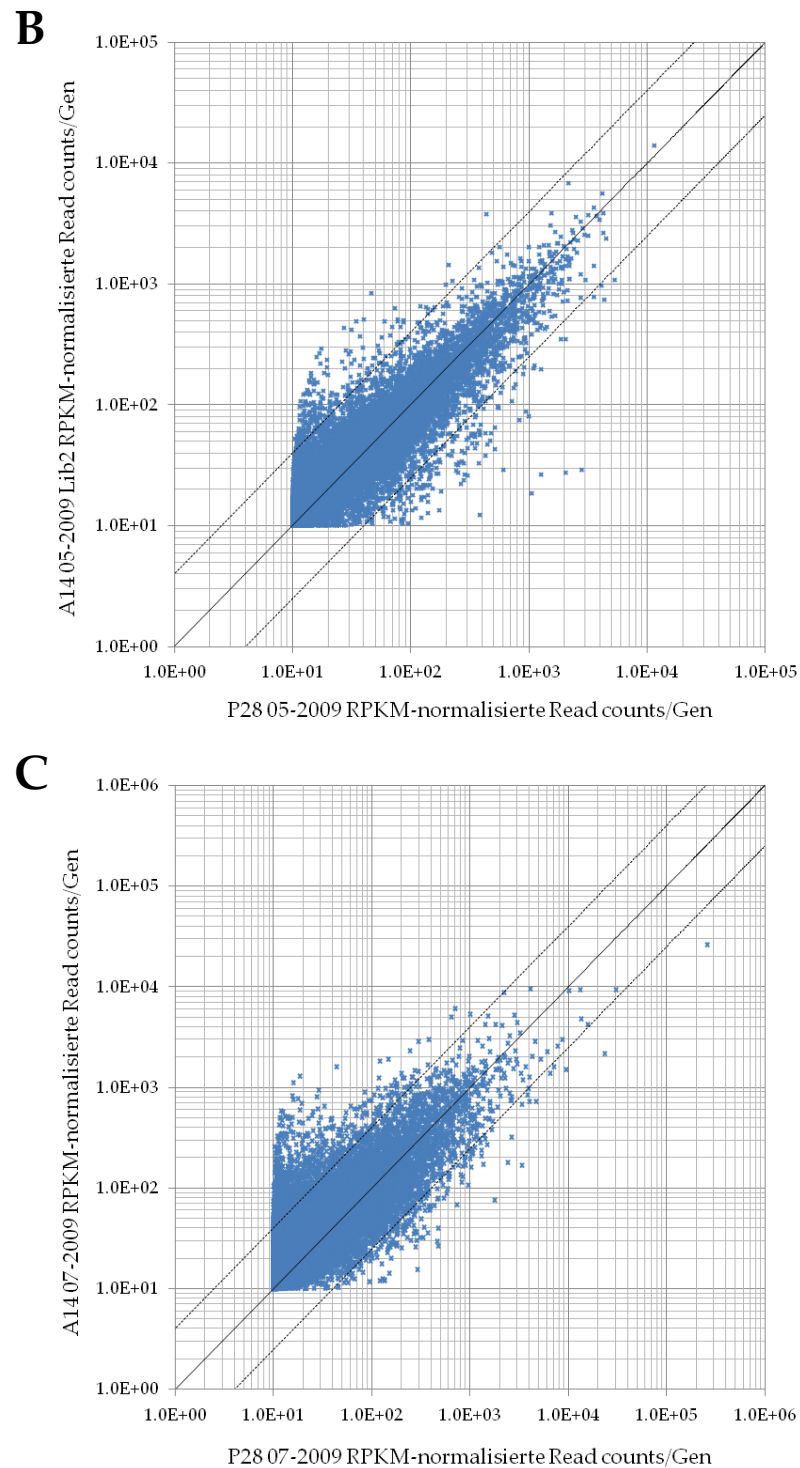 B
1.0E+05
1.0E+04
1.0E+03
1.0E+02
1.0E+01
1.0E+00
A14 05-2009 Lib2 RPKM-normalisierte Read counts/Gen
1.0E+00 1.0E+01 1.0E+02 1.0E+03 1.0E+04 1.0E+05
P28 05-2009 RPKM-normalisierte Read counts/Gen
C
1.0E+06
1.0E+05
1.0E+04
1.0E+03
1.0E+02
1.0E+01
1.0E+00
A14 07-2009 RPKM-normalisierte Read counts/Gen
1.0E+00 1.0E+01 1.0E+02 1.0E+03 1.0E+04 1.0E+05 1.0E+06
P28 07-2009 RPKM-normalisierte Read counts/Gen